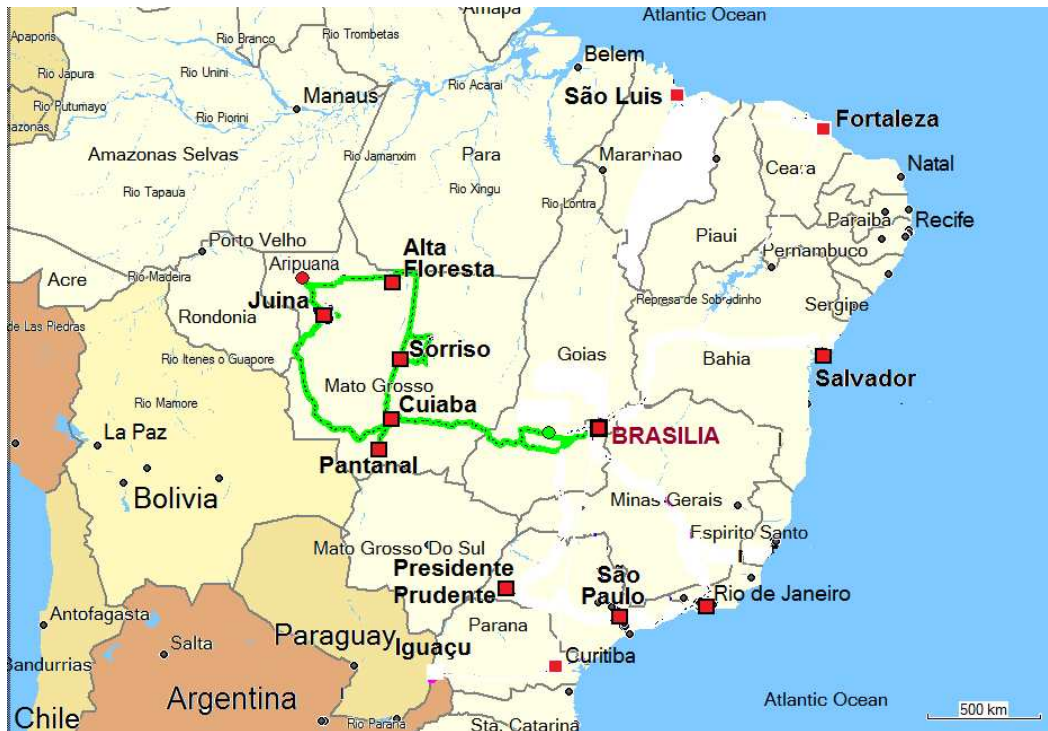 Amapa
Atlantic Ocean
Apapons
Rio Branco
Rio Trombetas
Belem
Rio Japura
Rio Unini
Rio Acarai
Manaus
São Luis
Rio Putumayo
Rio Piorini
Fortaleza
Amazonas Selvas
Rio Jamanxim
Para
Maranhao
Ceara
Natal
Rio Tapaua
Rio Xingu
Rio Lontra
Paraiba
Recife
Piaui
Porto Velho
Alta
Floresta
Pernambuco
Aripuana
Acre
Rio Madeira
Juina
Represa de Sobradinho
Sergipe
de Las Piedras
Rondonia
Sorriso
Goias
Rio Itenes o Guapore
Bahia
Mato Grosso
Salvador
Rio Mamore
Cuiaba
La Paz
BRASILIA
Pantanal
Bolivia
Minas Gerais
Espirito Santo
Mato Grosso Do Sul
Presidente
Prudente
São
Paulo
Rio de Janeiro
Antofagasta
Parana
Salta
Paraguay
Iguaçu
Curitiba
Bandurrias
Argentina
Atlantic Ocean
500 km
Chile
Rio Parana
Sta. Catarina